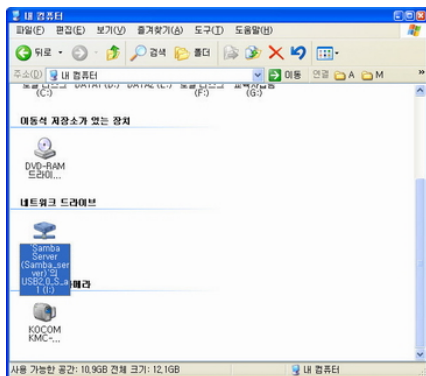 내 컴퓨터
파일(F) 편집(E) 보기(V) 즐겨찾기(A) 도구(T) 도움말(H)
뒤로 검색 폴더
주소(D) 내 컴퓨터 이동 연결 A M »
(C:) (F:) (G:)
이동식 저장소가 있는 장치
DVD-RAM
드라이...
네트워크 드라이브
'Samba
Server
(Samba_ser
ver)'의
USB2.0_S_a
1 (I:)
메라
KOCOM
KMC-...
사용 가능한 공간: 10,9GB 전체 크기: 12,1GB 내 컴퓨터